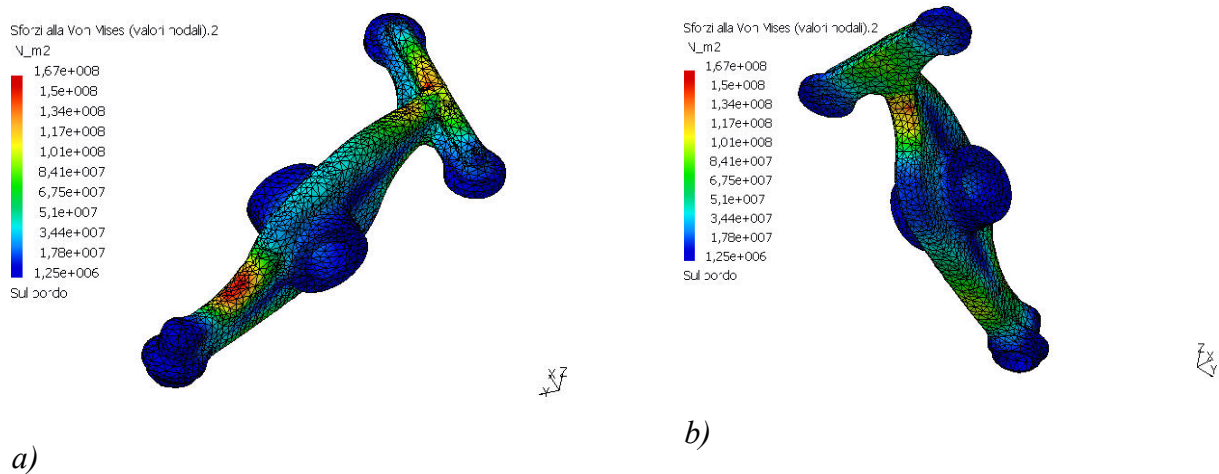 Sforzi alla Von Mises (valori nodali).2
N_m2
1,67e+008
1,5e+008
1,34e+008
1,17e+008
1,01e+008
8,41e+007
6,75e+007
5,1e+007
3,44e+007
1,78e+007
1,25e+006
Sul bordo
X Z
Y
a)
Sforzi alla Von Mises (valori nodali).2
N_m2
1,67e+008
1,5e+008
1,34e+008
1,17e+008
1,01e+008
8,41e+007
6,75e+007
5,1e+007
3,44e+007
1,78e+007
1,25e+006
Sul bordo
Z X
Y
b)